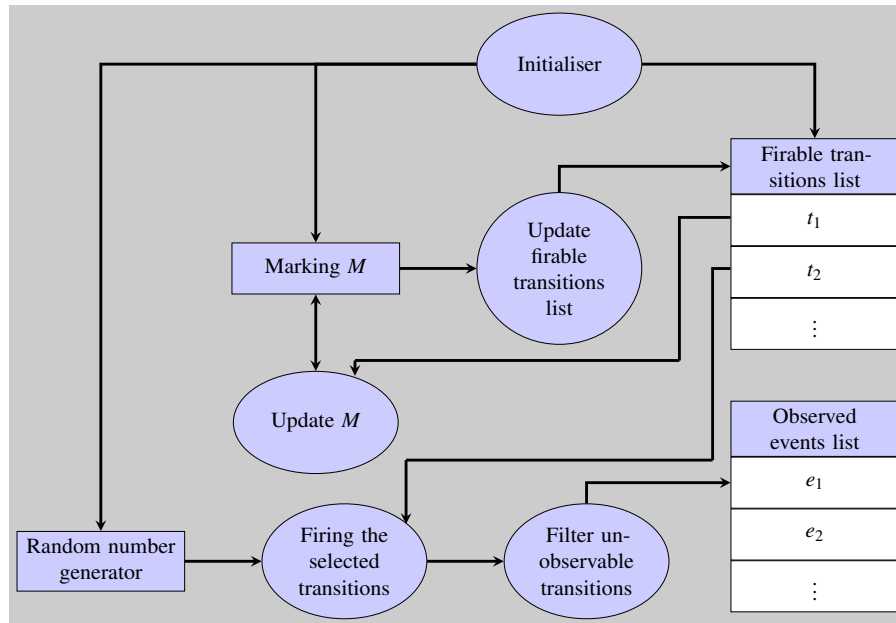 Initialiser
Firable tran-
sitions list
t1
t2
⋮
Update
firable
transitions
list
Marking M
Update M
Observed
events list
e1
e2
⋮
Random number
generator
Firing the
selected
transitions
Filter un-
observable
transitions